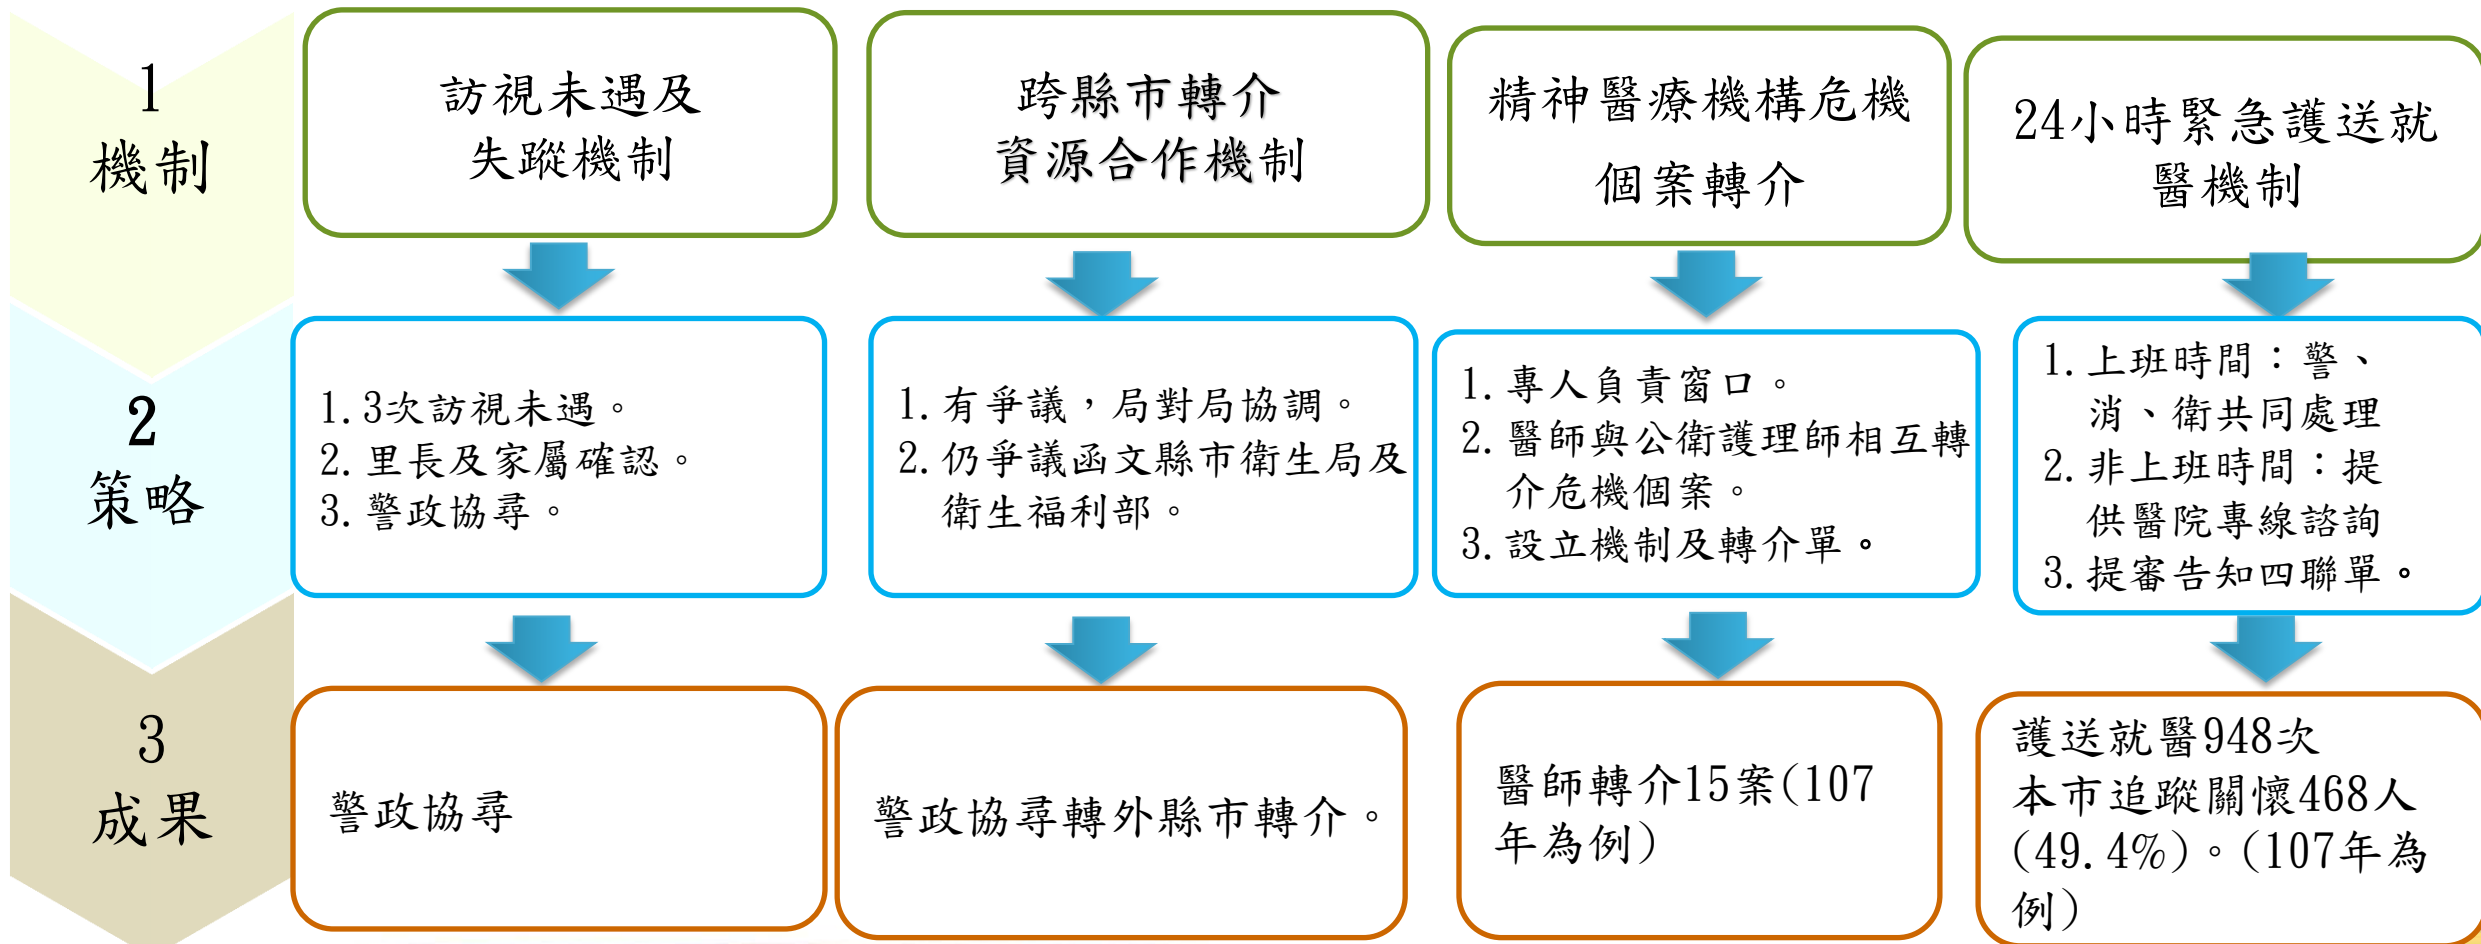 1
機制
訪視未遇及
失蹤機制
跨縣市轉介
資源合作機制
精神醫療機構危機
個案轉介
24小時緊急護送就
醫機制
2
策略
1.3次訪視未遇。
2.里長及家屬確認。
3.警政協尋。
1.有爭議，局對局協調。
2.仍爭議函文縣市衛生局及
衛生福利部。
1.專人負責窗口。
2.醫師與公衛護理師相互轉
介危機個案。
3.設立機制及轉介單。
1.上班時間：警、
消、衛共同處理
2.非上班時間：提
供醫院專線諮詢
3.提審告知四聯單。
3
成果
警政協尋
警政協尋轉外縣市轉介。
醫師轉介15案(107
年為例)
護送就醫948次
本市追蹤關懷468人
(49.4%)。(107年為
例)